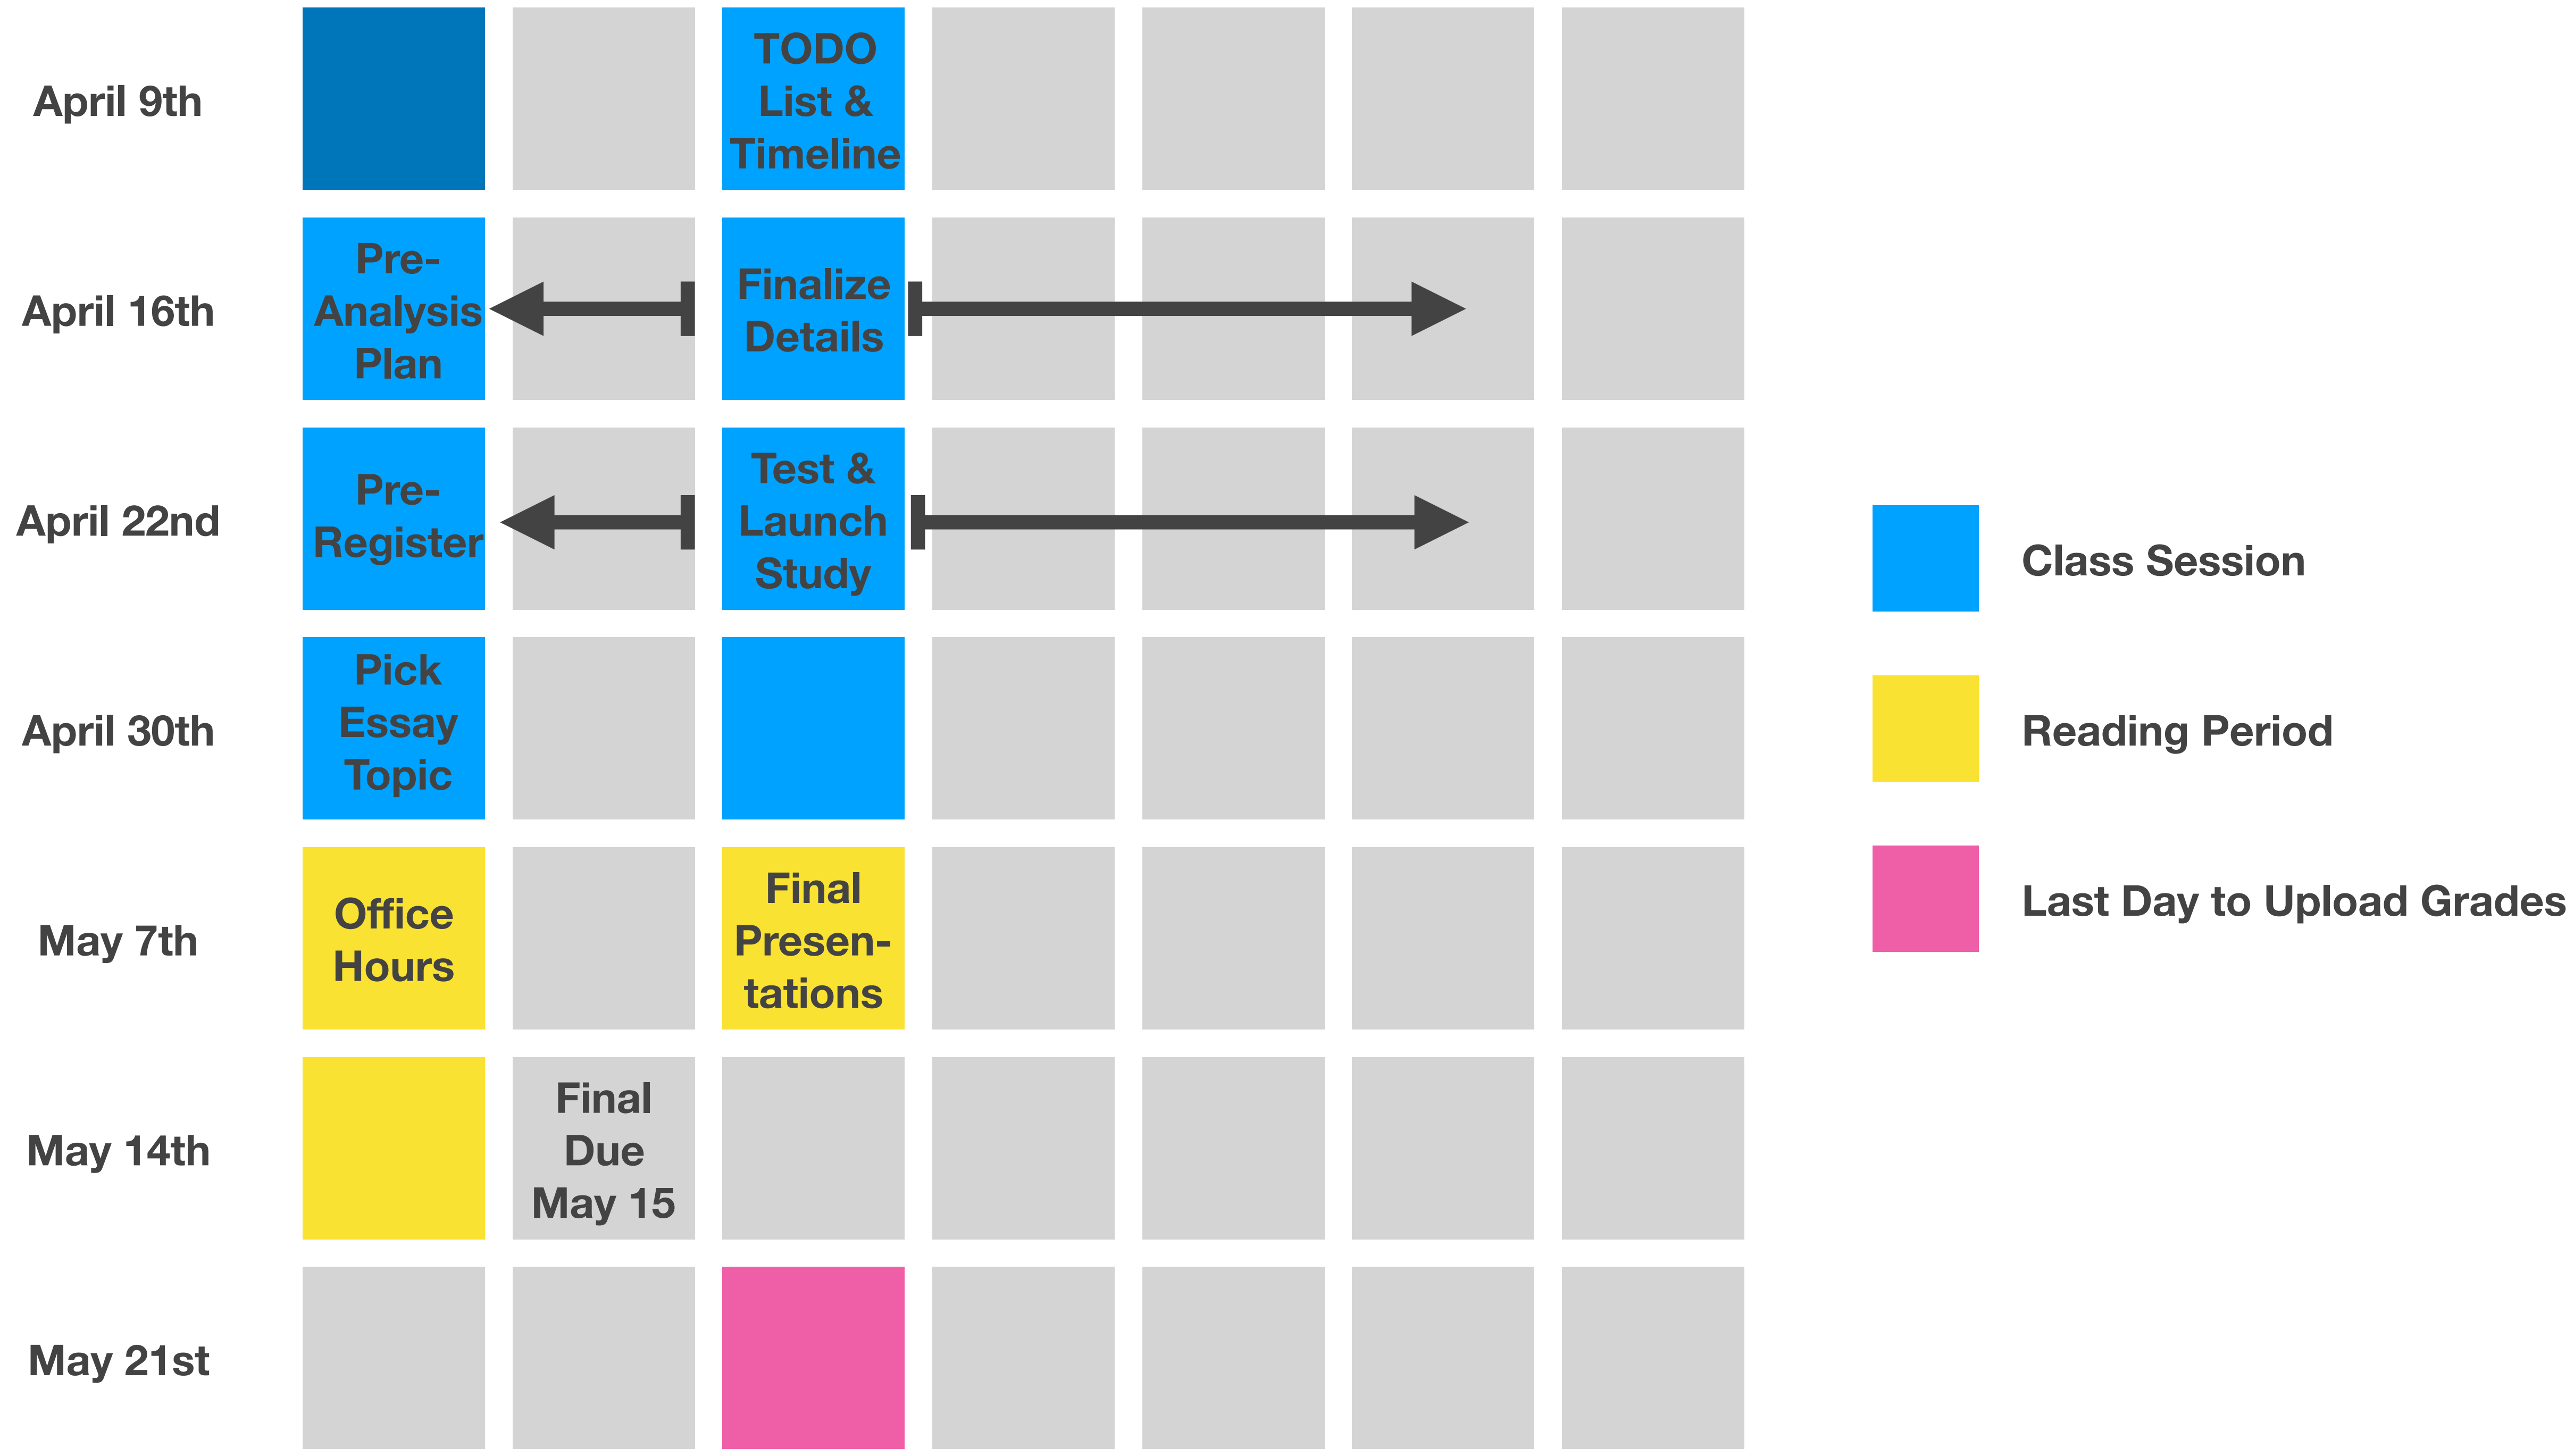 April 9th
TODO
List &
Timeline
April 16th
Pre-
Analysis
Plan
Finalize
Details
April 22nd
Pre-
Register
Test &
Launch
Study
April 30th
Pick
Essay
Topic
May 7th
Office
Hours
Final
Presen-
tations
May 14th
Final
Due
May 15
May 21st
Class Session
Reading Period
Last Day to Upload Grades